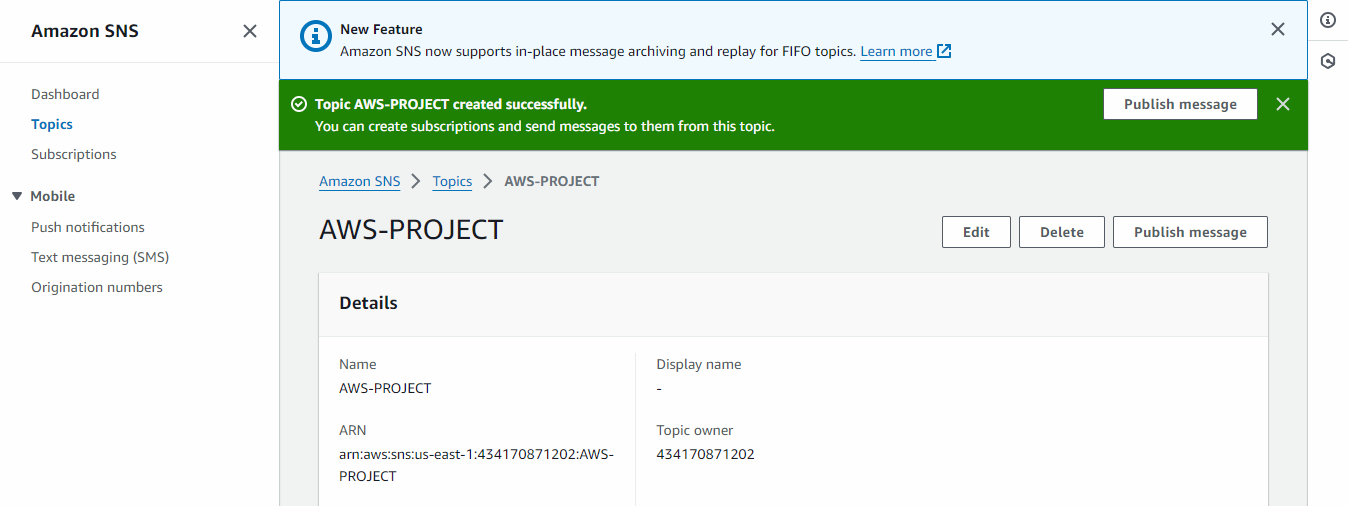 Amazon SNS
Dashboard
Topics
Subscriptions
Mobile
Push notifications
Text messaging (SMS)
Origination numbers
New Feature
Amazon SNS now supports in-place message archiving and replay for FIFO topics. Learn more
Topic AWS-PROJECT created successfully.
You can create subscriptions and send messages to them from this topic.
Publish message
Amazon SNS > Topics > AWS-PROJECT
AWS-PROJECT
Edit
Delete
Publish message
Details
Name
AWS-PROJECT
ARN
arn:aws:sns:us-east-1:434170871202:AWS-
PROJECT
Display name
-
Topic owner
434170871202